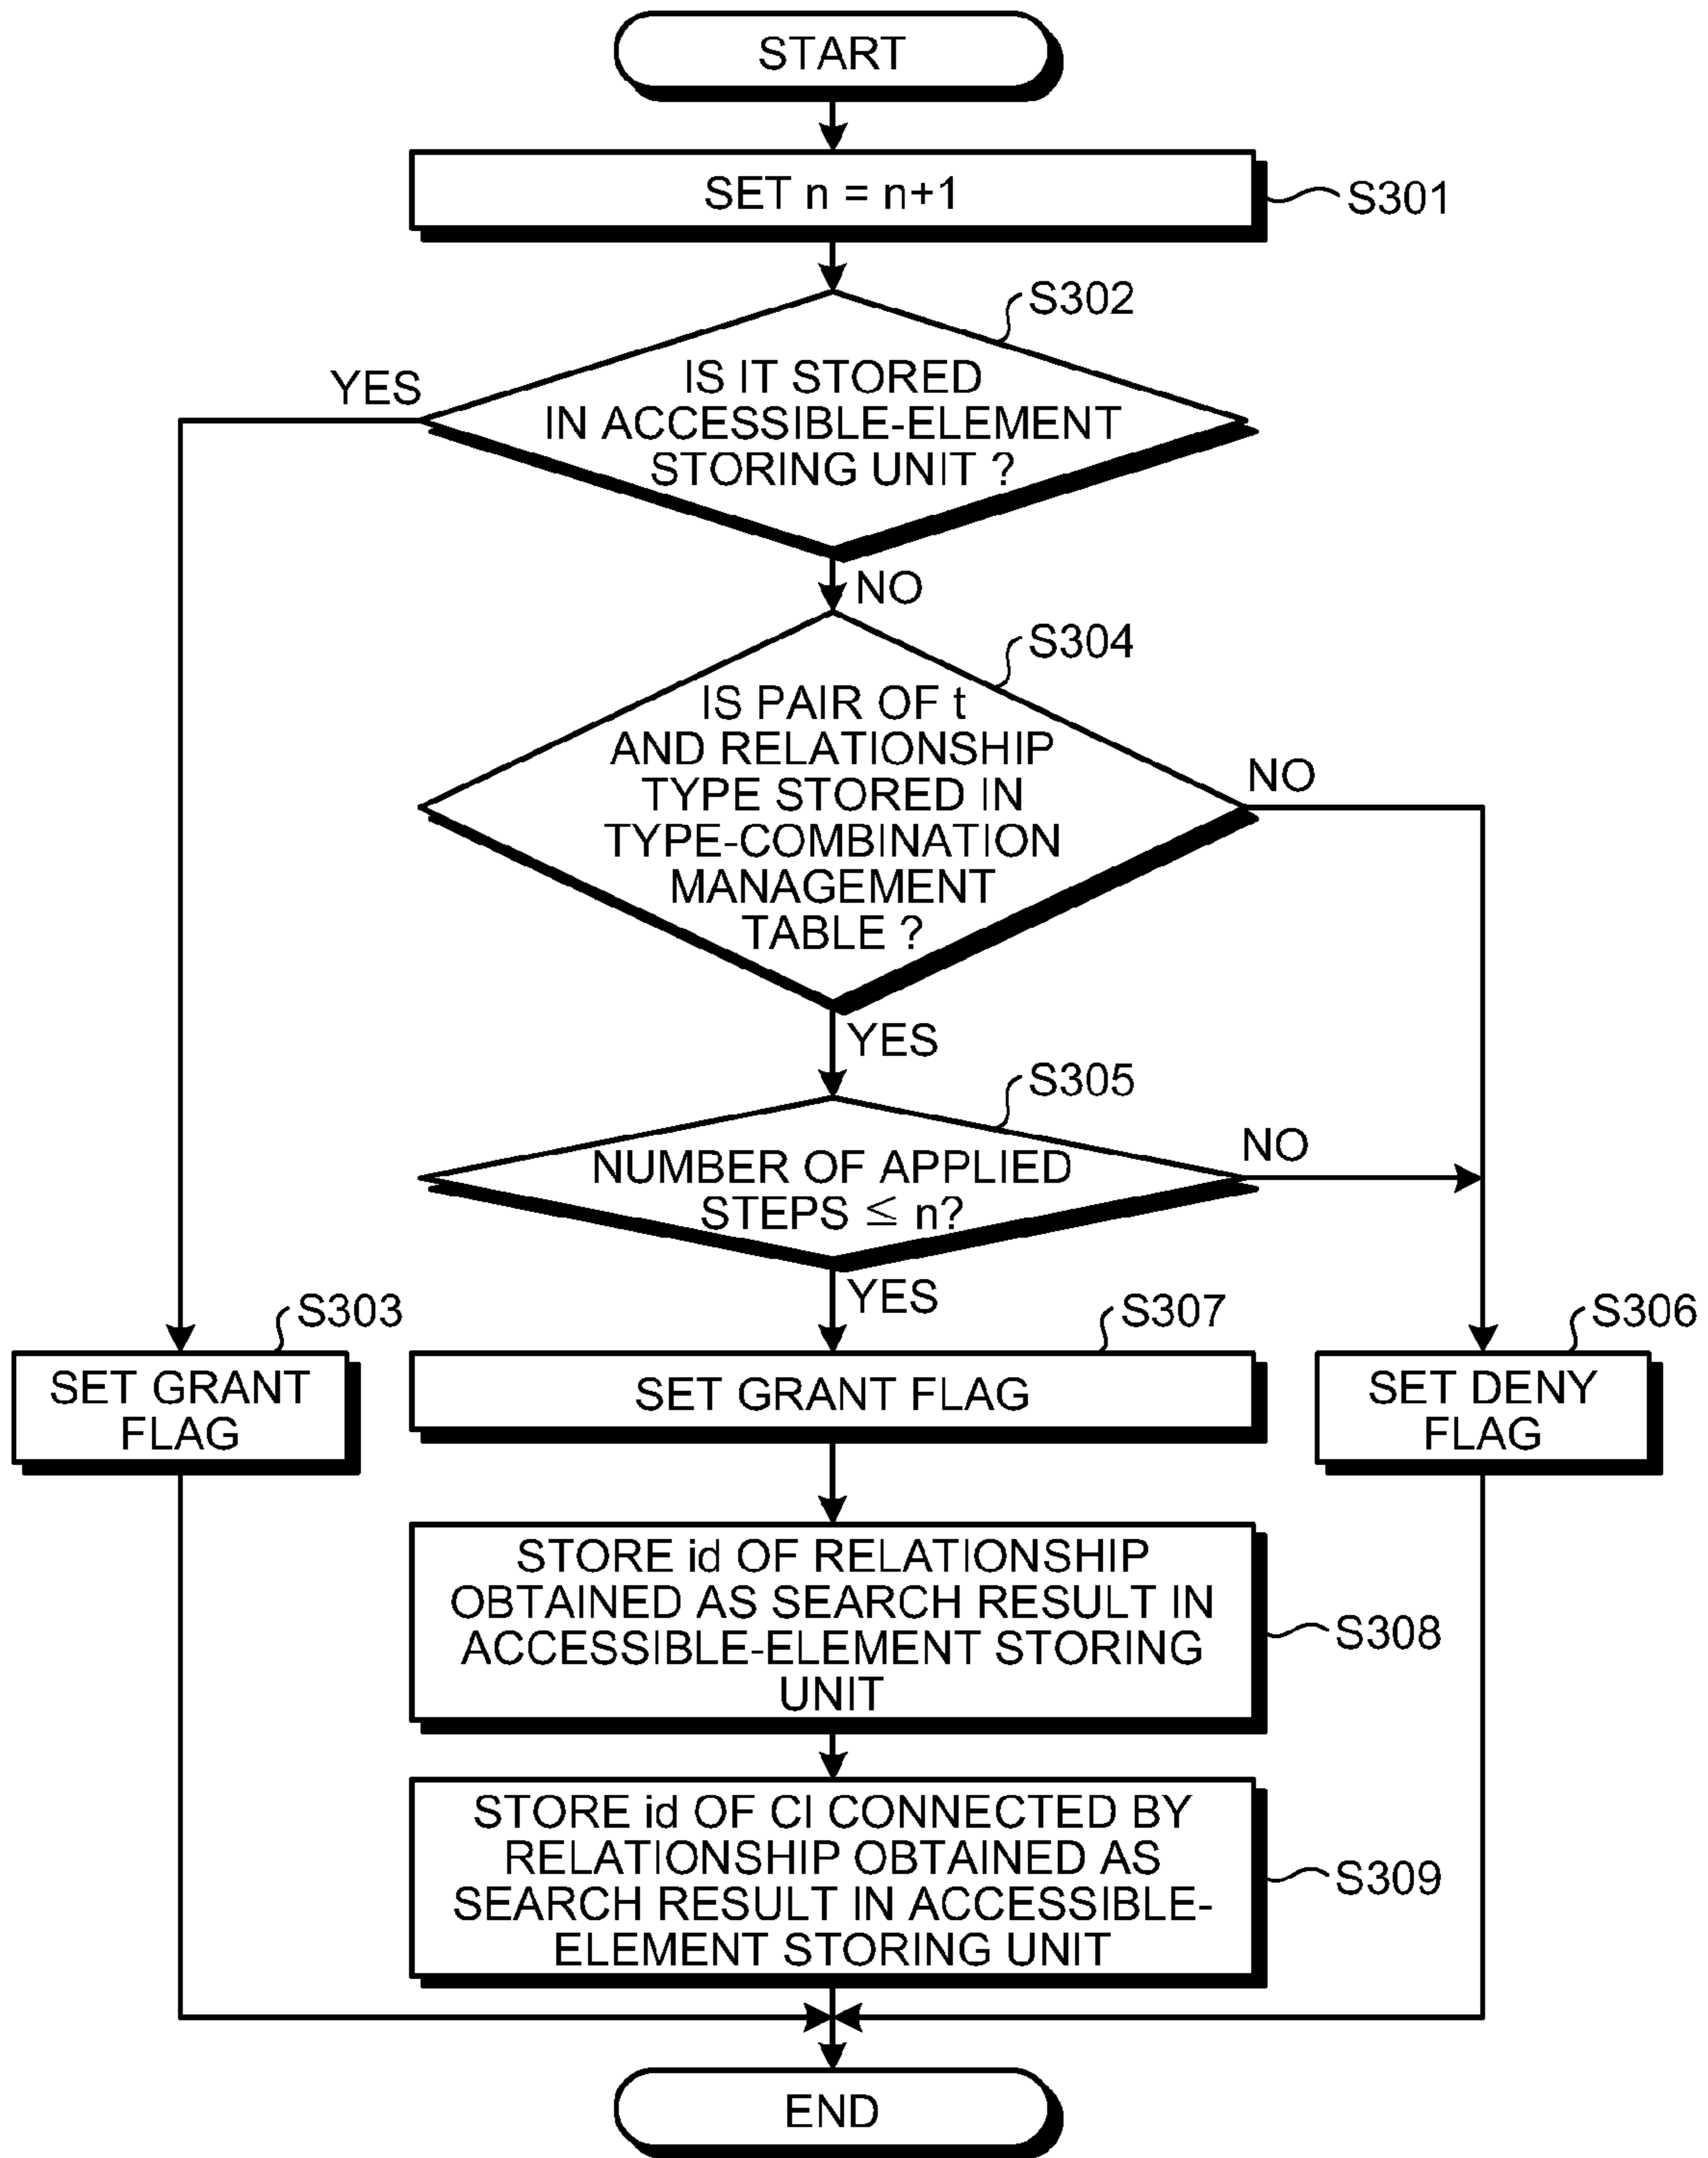 START
SET n = n+1
S301
S302
IS IT STORED
IN ACCESSIBLE-ELEMENT
STORING UNIT ?
YES
NO
S304
IS PAIR OF t
AND RELATIONSHIP
TYPE STORED IN
TYPE-COMBINATION
MANAGEMENT
TABLE ?
NO
YES
S305
NUMBER OF APPLIED
STEPS ≦ n?
NO
YES
S303
SET GRANT
FLAG
S307
SET GRANT FLAG
S306
SET DENY
FLAG
STORE id OF RELATIONSHIP
OBTAINED AS SEARCH RESULT IN
ACCESSIBLE-ELEMENT STORING
UNIT
S308
STORE id OF CI CONNECTED BY
RELATIONSHIP OBTAINED AS
SEARCH RESULT IN ACCESSIBLE-
ELEMENT STORING UNIT
S309
END